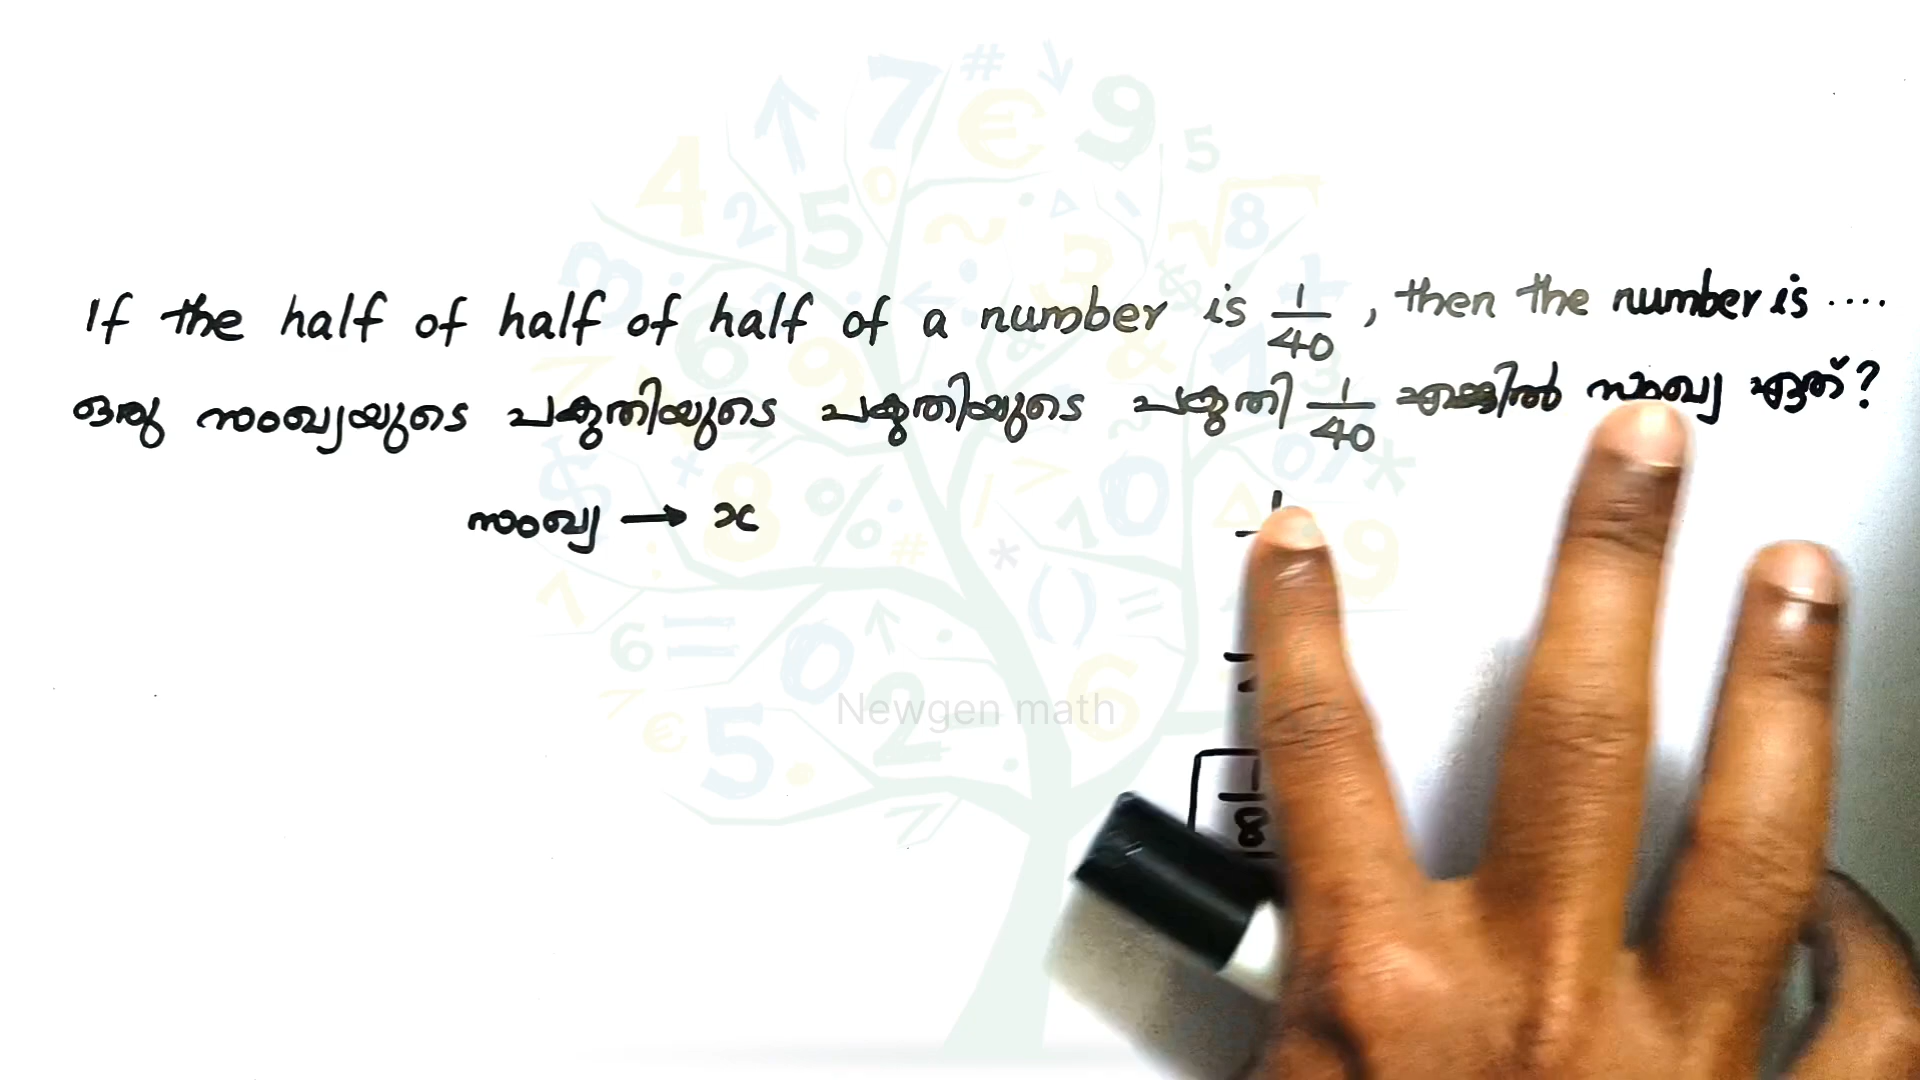 If the half of half of half of a number is 1/40, then the number is ....
ഒരു സംഖ്യയുടെ പകുതിയുടെ പകുതിയുടെ പകുതി 1/40 എങ്കിൽ സംഖ്യ ഏത്?
സംഖ്യ → x
Newgen math